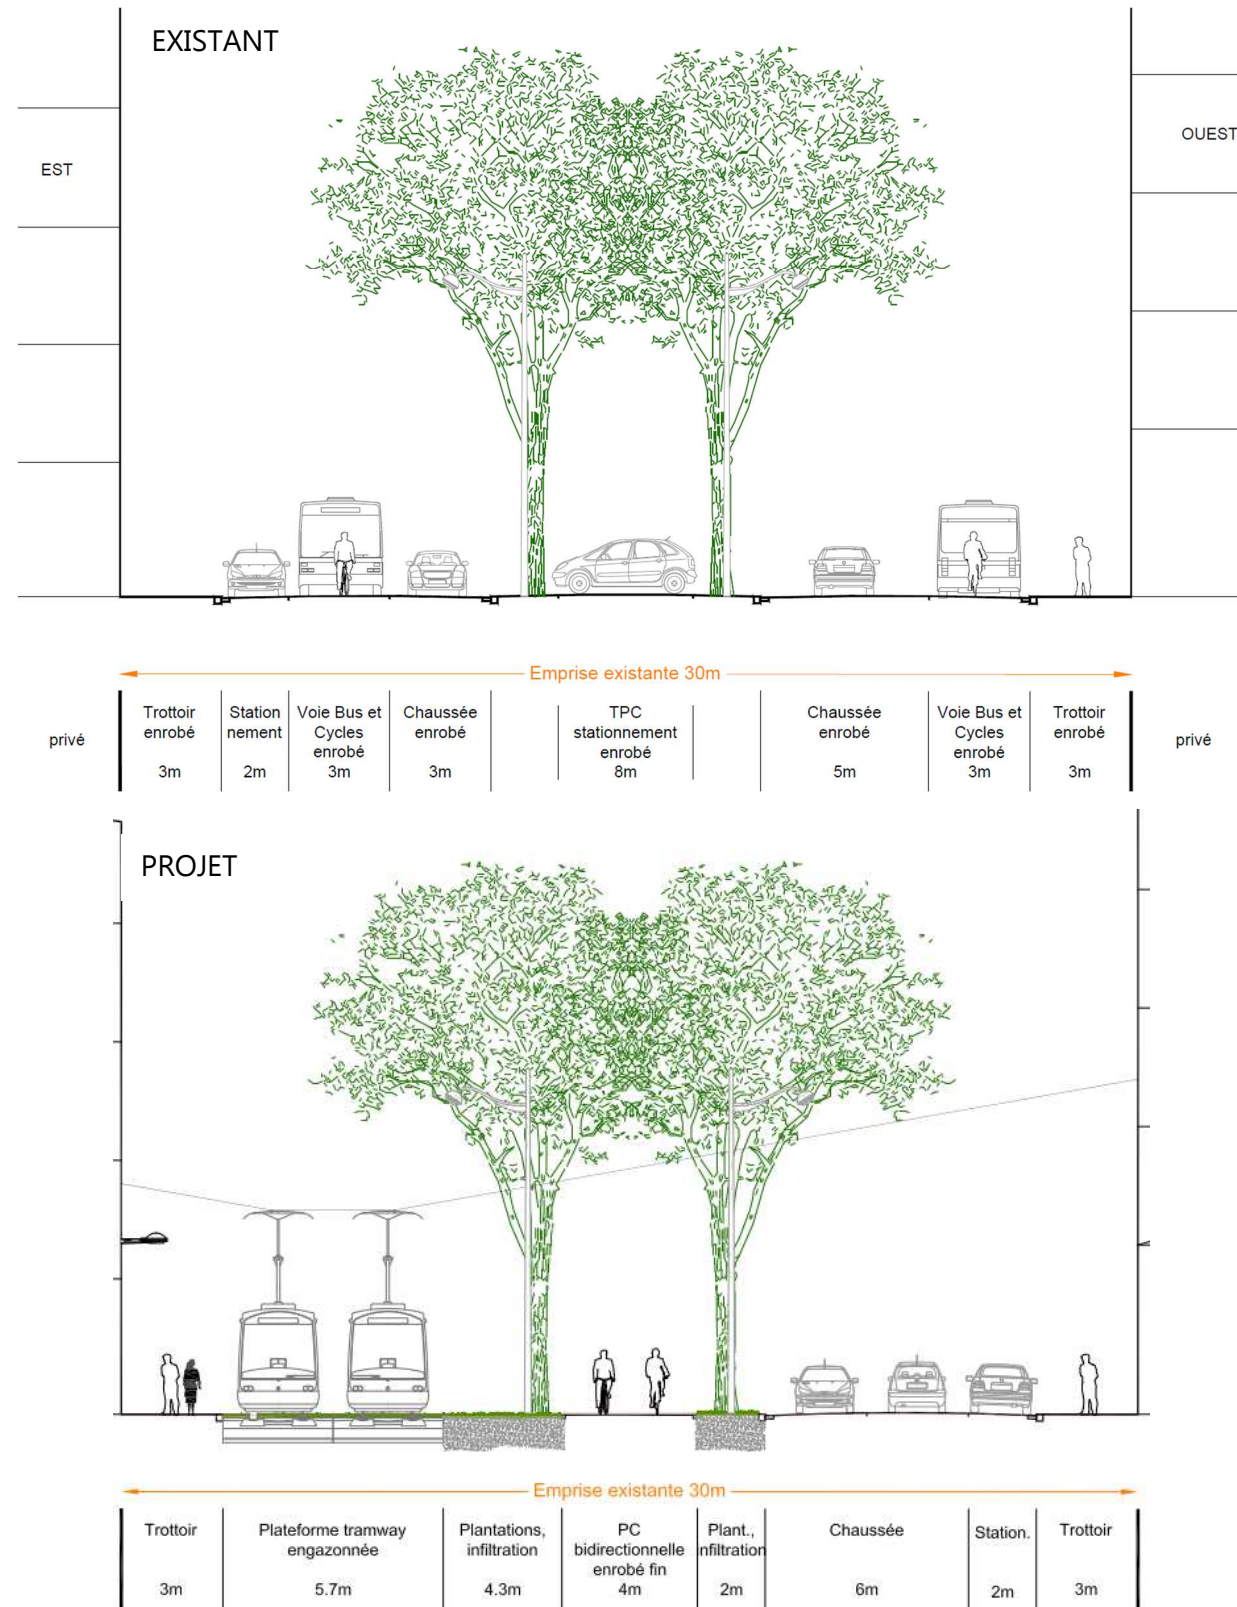 EXISTANT
EST
OUEST
Emprise existante 30m
privé
Trottoir
enrobé
3m
Station
nement
2m
Voie Bus et
Cycles
enrobé
3m
Chaussée
enrobé
3m
TPC
stationnement
enrobé
8m
Chaussée
enrobé
5m
Voie Bus et
Cycles
enrobé
3m
Trottoir
enrobé
3m
privé
PROJET
Emprise existante 30m
Trottoir
3m
Plateforme tramway
engazonnée
5.7m
Plantations,
infiltration
4.3m
PC
bidirectionnelle
enrobé fin
4m
Plant.,
infiltration
2m
Chaussée
6m
Station.
2m
Trottoir
3m